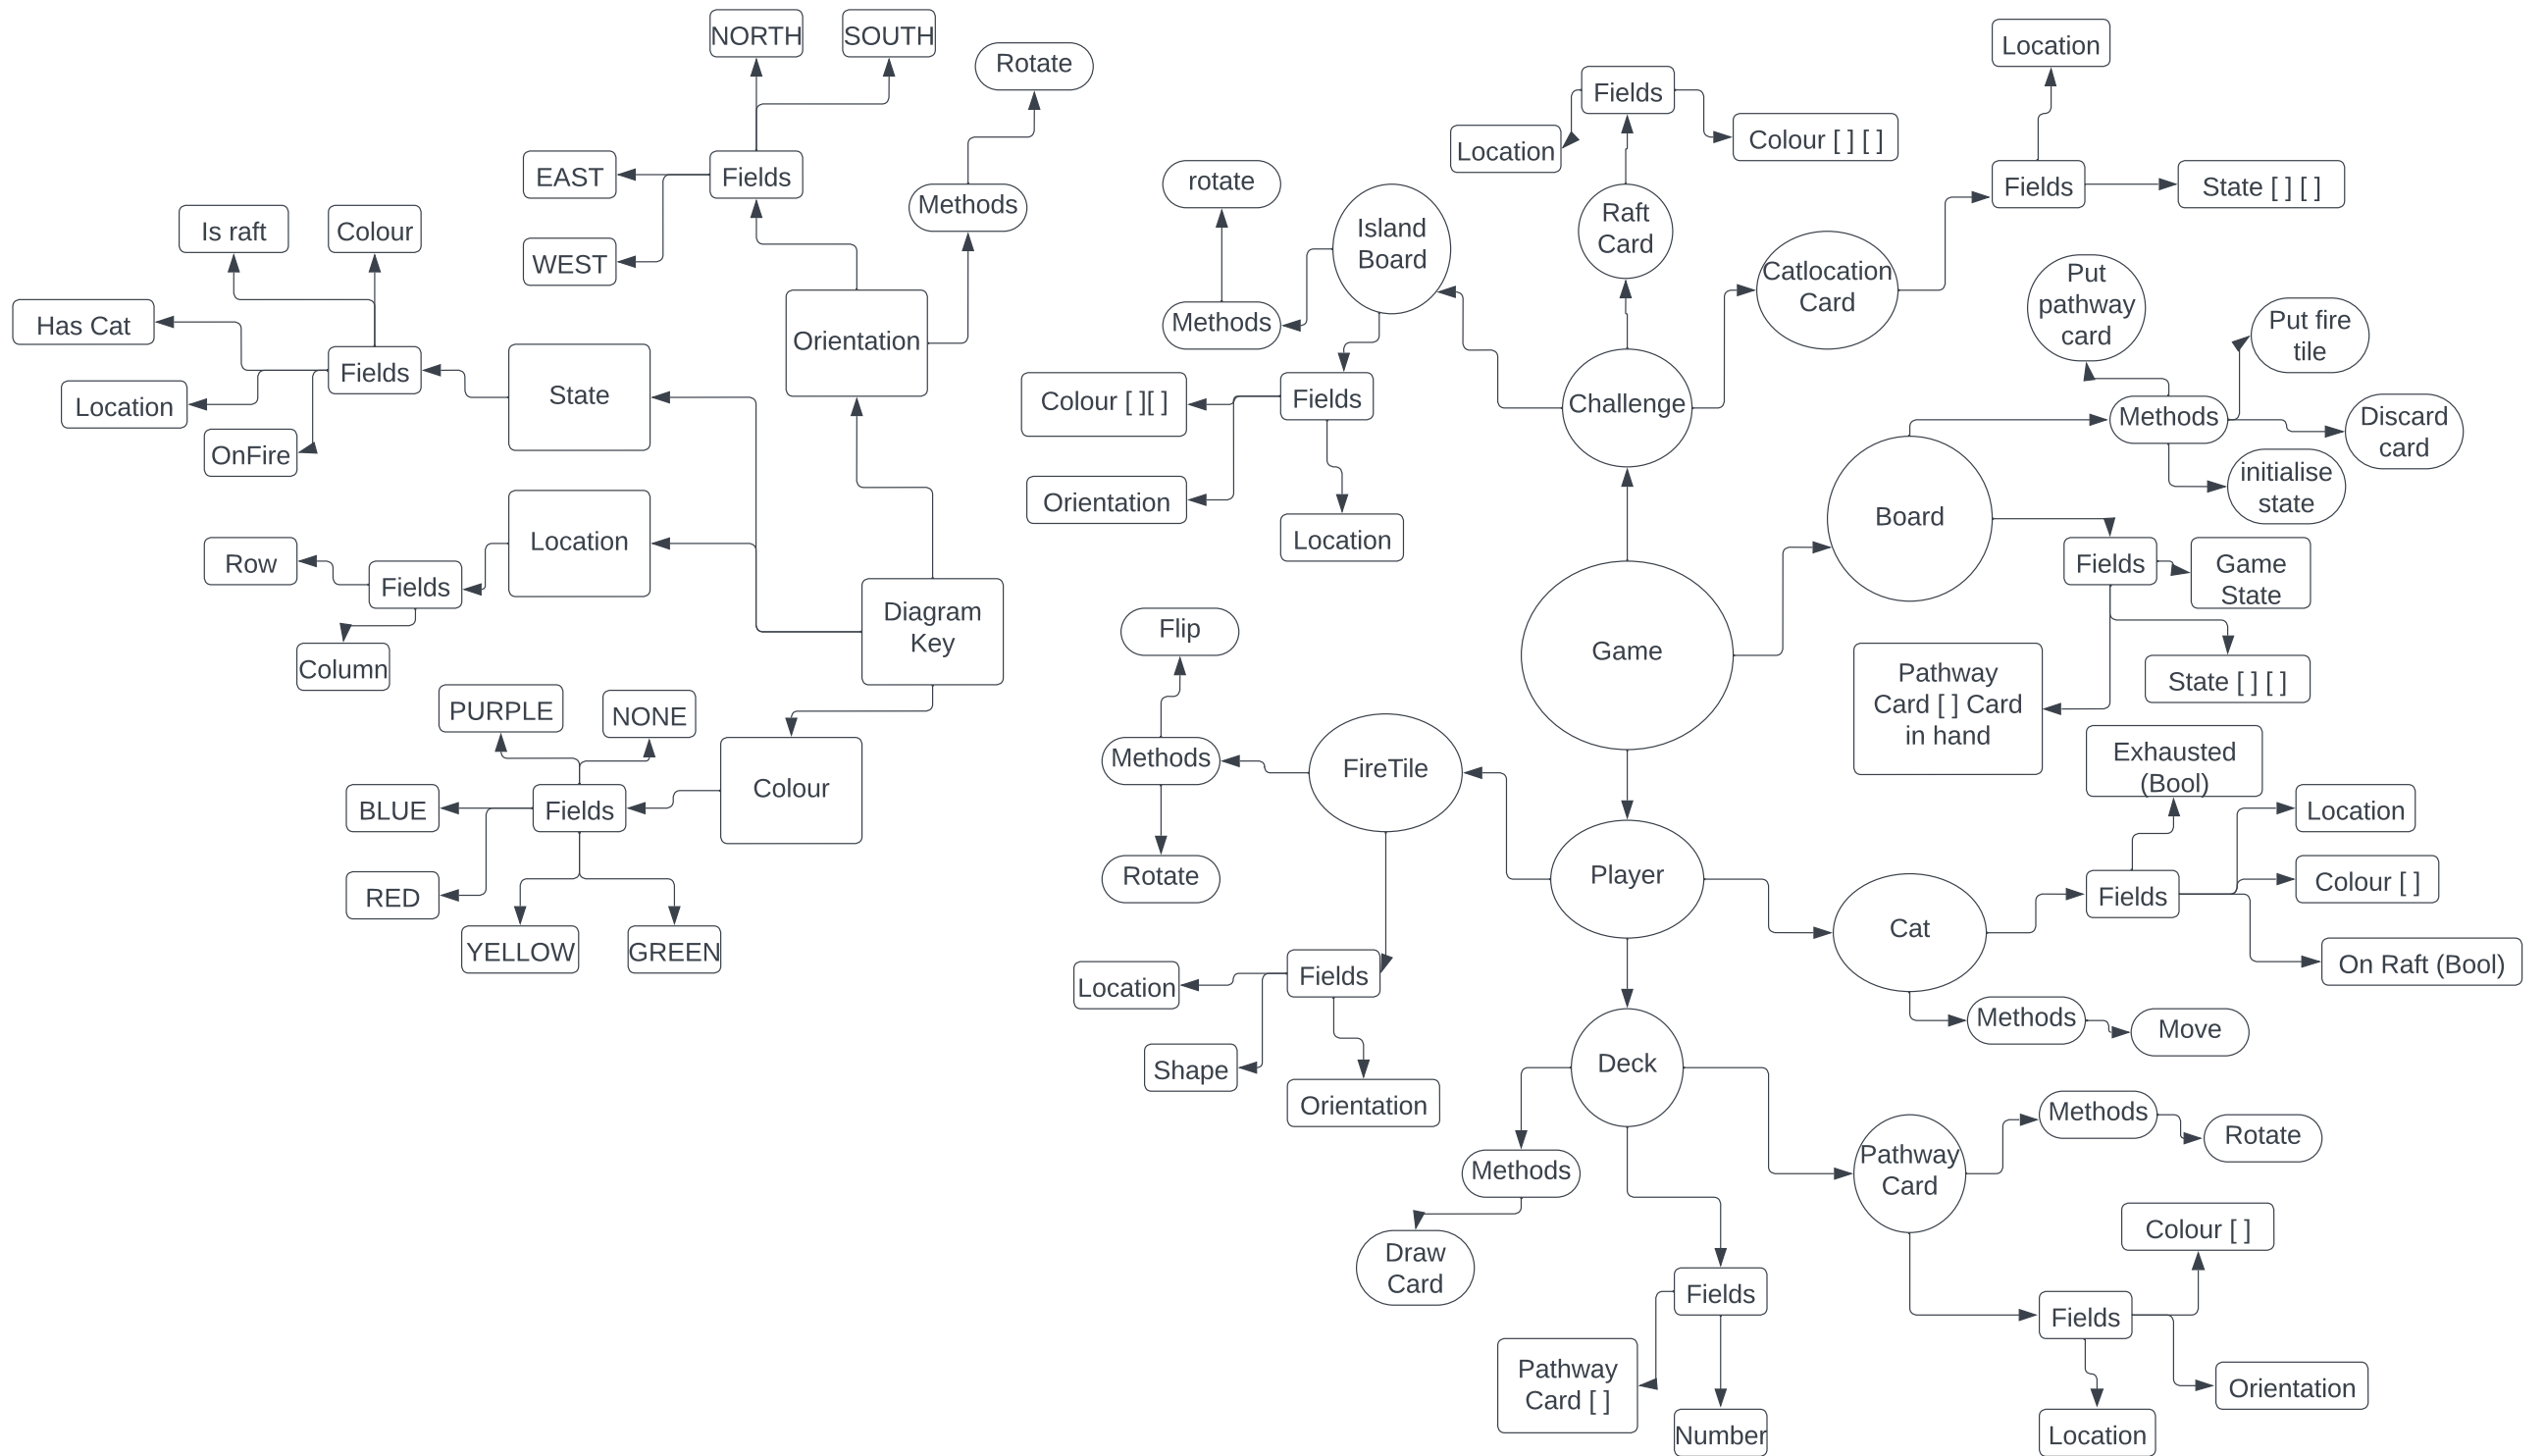 NORTH
SOUTH
Rotate
EAST
Fields
Methods
WEST
Is raft
Colour
Has Cat
Fields
Location
OnFire
State
Orientation
Row
Fields
Location
Column
Diagram
Key
PURPLE
NONE
BLUE
Fields
Colour
RED
YELLOW
GREEN
Location
Fields
Location
Colour [ ] [ ]
rotate
Island
Board
Raft
Card
Fields
State [ ] [ ]
Catlocation
Card
Methods
Put
pathway
card
Put fire
tile
Colour [ ][ ]
Fields
Challenge
Methods
Discard
card
initialise
state
Orientation
Location
Board
Fields
Game
State
Flip
Game
Pathway
Card [ ] Card
in hand
State [ ] [ ]
Methods
FireTile
Exhausted
(Bool)
Location
Rotate
Player
Fields
Colour [ ]
Cat
On Raft (Bool)
Location
Fields
Methods
Move
Shape
Orientation
Deck
Methods
Rotate
Methods
Pathway
Card
Draw
Card
Colour [ ]
Fields
Fields
Pathway
Card [ ]
Orientation
Number
Location